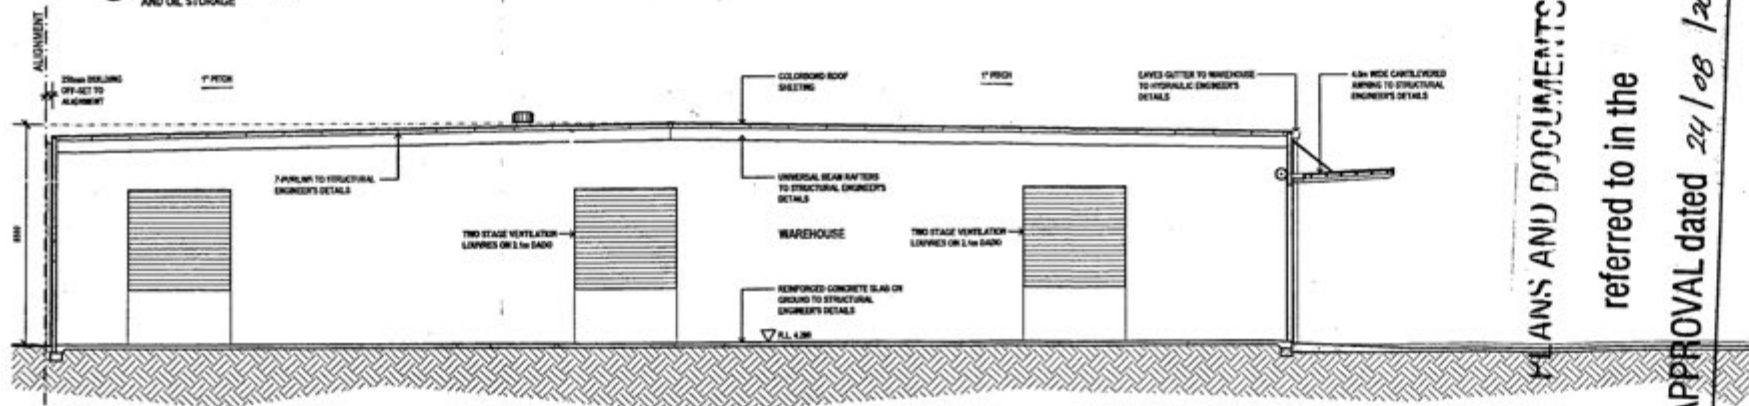 AND OIL STORAGE
ALIGNMENT
BUILDING
OFF-SET TO
ALIGNMENT
1° PITCH
COLORBOND ROOF
SHEETING
1° PITCH
EAVES GUTTER TO WAREHOUSE
TO HYDRAULIC ENGINEER'S
DETAILS
WIDE CANTILEVERED
AWNING TO STRUCTURAL
ENGINEER'S DETAILS
TO STRUCTURAL
ENGINEER'S DETAILS
UNIVERSAL BEAM RAFTERS
TO STRUCTURAL ENGINEER'S
DETAILS
TWO STAGE VENTILATION
LOUVRES ON 2.1m DADO
WAREHOUSE
TWO STAGE VENTILATION
LOUVRES ON 2.1m DADO
REINFORCED CONCRETE SLAB ON
GROUND TO STRUCTURAL
ENGINEER'S DETAILS
R.L.
PLANS AND DOCUMENTS
referred to in the
APPROVAL dated 24/08/20